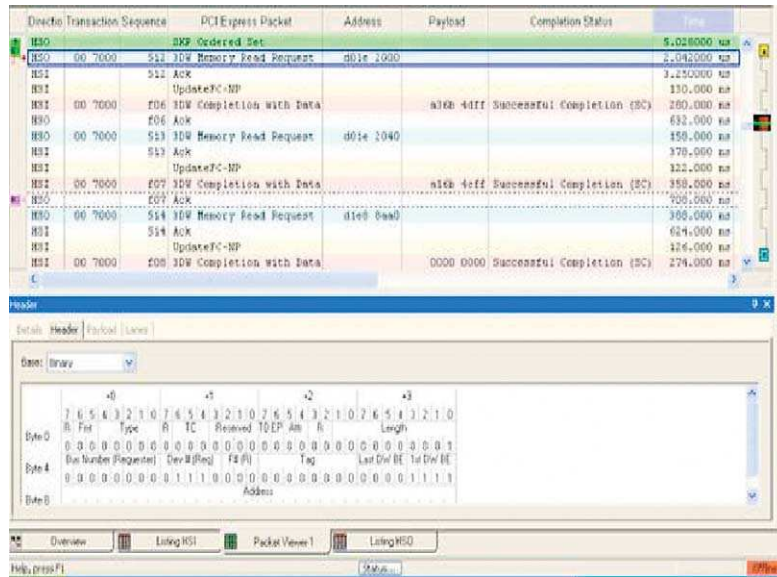 Directio Transaction Sequence PCI Express Packet Address Payload Completion Status Time
HSO SKP Ordered Set 5.028000 us
HSO 00 7000 512 3DW Memory Read Request d01e 2000 2.042000 us
HSI 512 Ack 3.250000 us
HSI UpdateFC-NP 130.000 ns
HSI 00 7000 f06 3DW Completion with Data a36b 4dff Successful Completion (SC) 280.000 ns
HSO f06 Ack 692.000 ns
HSO 00 7000 513 3DW Memory Read Request d01e 2040 158.000 ns
HSI 513 Ack 378.000 ns
HSI UpdateFC-NP 122.000 ns
HSI 00 7000 f07 3DW Completion with Data a16b 4cff Successful Completion (SC) 358.000 ns
HSO f07 Ack 708.000 ns
HSO 00 7000 514 3DW Memory Read Request d1e8 8aa0 388.000 ns
HSI 514 Ack 624.000 ns
HSI UpdateFC-NP 126.000 ns
HSI 00 7000 f08 3DW Completion with Data 0000 0000 Successful Completion (SC) 274.000 ns
Header
Details Header Payload Lanes
Base: Binary
+0 +1 +2 +3
7 6 5 4 3 2 1 0 7 6 5 4 3 2 1 0 7 6 5 4 3 2 1 0 7 6 5 4 3 2 1 0
R Fmt Type R TC Reserved TD EP Attr R Length
Byte 0 0 0 0 0 0 0 0 0 0 0 0 0 0 0 0 0 0 0 0 0 0 0 0 0 0 0 0 0 0 0 0 1
Bus Number (Requester) Dev # (Req) F# (R) Tag Last DW BE 1st DW BE
Byte 4 0 0 0 0 0 0 0 0 1 1 1 0 0 0 0 0 0 0 0 0 0 0 0 0 0 0 0 0 1 1 1 1
Address
Byte 8
Overview Listing HSI Packet Viewer 1 Listing HSO
Help, press F1 Status... Offline